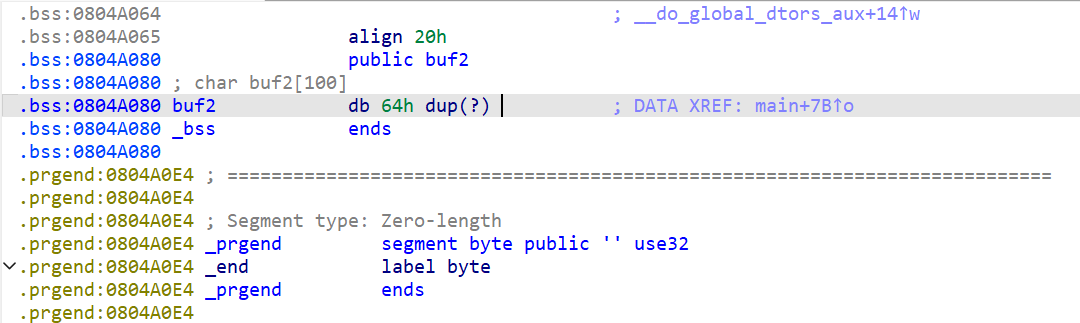 .bss:0804A064 ; __do_global_dtors_aux+14↑w
.bss:0804A065 align 20h
.bss:0804A080 public buf2
.bss:0804A080 ; char buf2[100]
.bss:0804A080 buf2 db 64h dup(?) ; DATA XREF: main+7B↑o
.bss:0804A080 _bss ends
.bss:0804A080
.prgend:0804A0E4 ; ===========================================================================
.prgend:0804A0E4
.prgend:0804A0E4 ; Segment type: Zero-length
.prgend:0804A0E4 _prgend segment byte public '' use32
.prgend:0804A0E4 _end label byte
.prgend:0804A0E4 _prgend ends
.prgend:0804A0E4